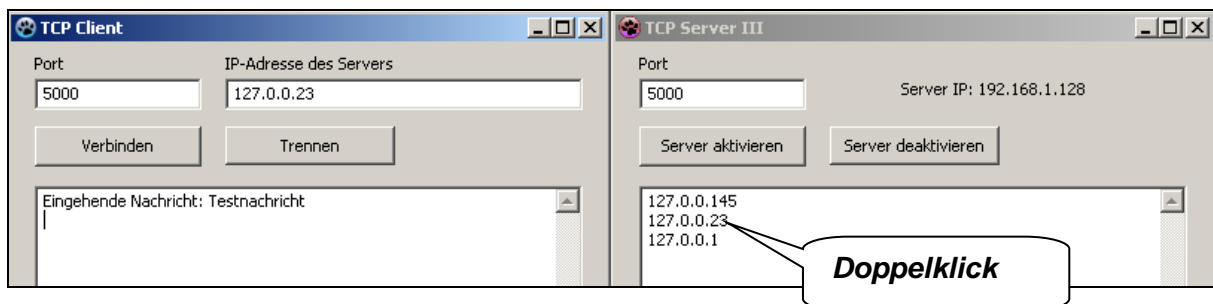 TCP Client
Port
IP-Adresse des Servers
5000
127.0.0.23
Verbinden
Trennen
Eingehende Nachricht: Testnachricht
TCP Server III
Port
5000
Server IP: 192.168.1.128
Server aktivieren
Server deaktivieren
127.0.0.145
127.0.0.23
127.0.0.1
Doppelklick